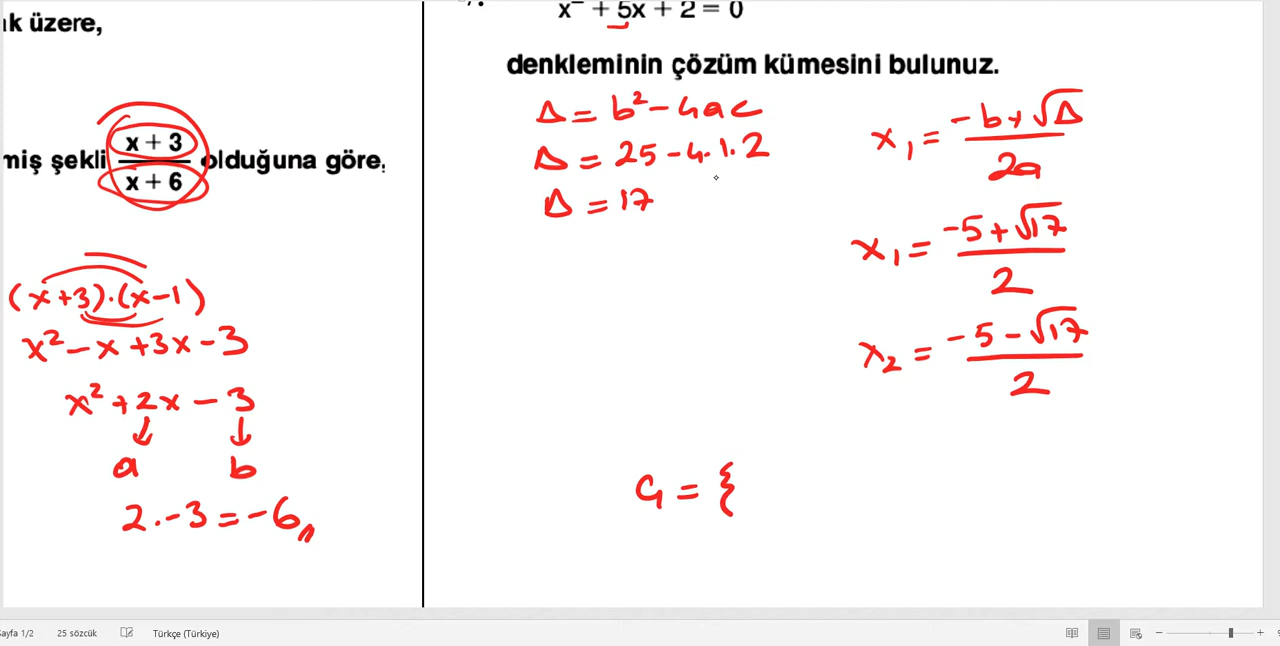 ık üzere,
miş şekli x + 3 / x + 6 olduğuna göre,
(x+3).(x-1)
x² - x + 3x - 3
x² + 2x - 3
a b
2.-3 = -6
x² + 5x + 2 = 0
denkleminin çözüm kümesini bulunuz.
Δ = b² - 4ac
Δ = 25 - 4.1.2
Δ = 17
x₁ = -b+√Δ / 2a
x₁ = -5+√17 / 2
x₂ = -5-√17 / 2
Ç = {
Sayfa 1/2 25 sözcük Türkçe (Türkiye)